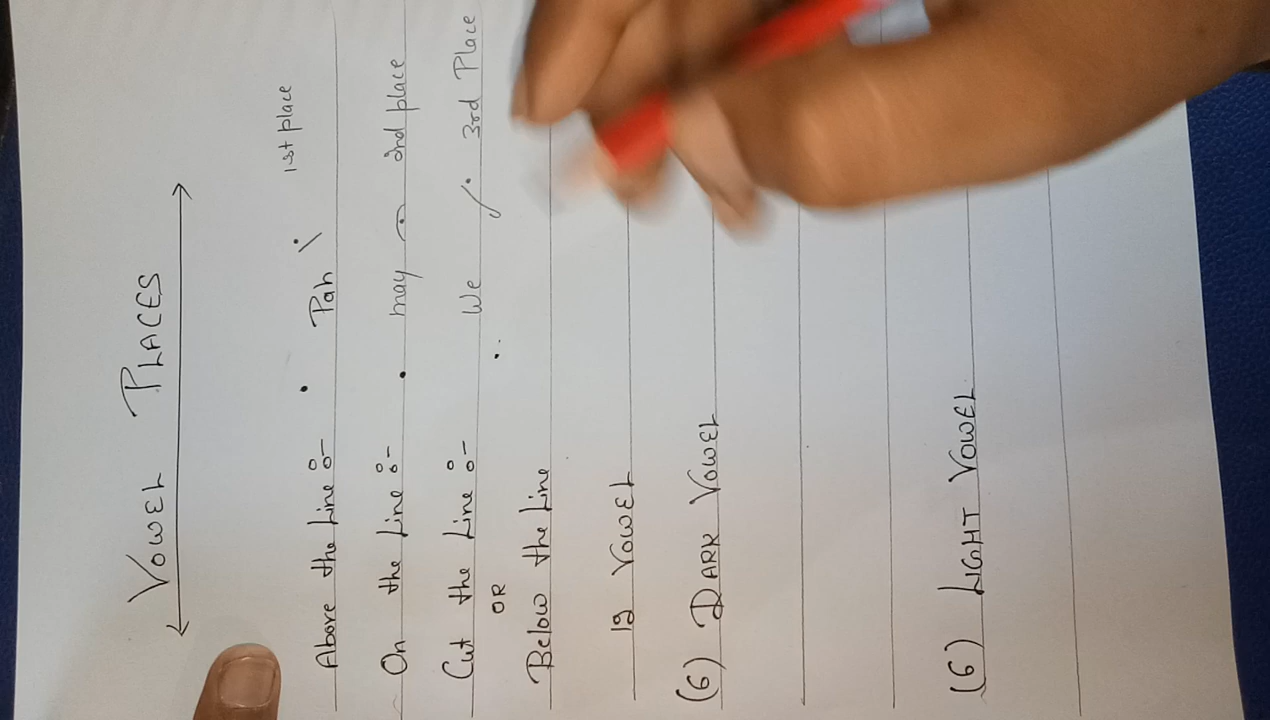 VOWEL PLACES
1st place
Above the Line :- Pah
On the Line :- may 2nd place
Cut the Line :- We 3rd Place
OR
Below the Line
12 Vowel
(6) DARK VOWEL
(6) LIGHT VOWEL